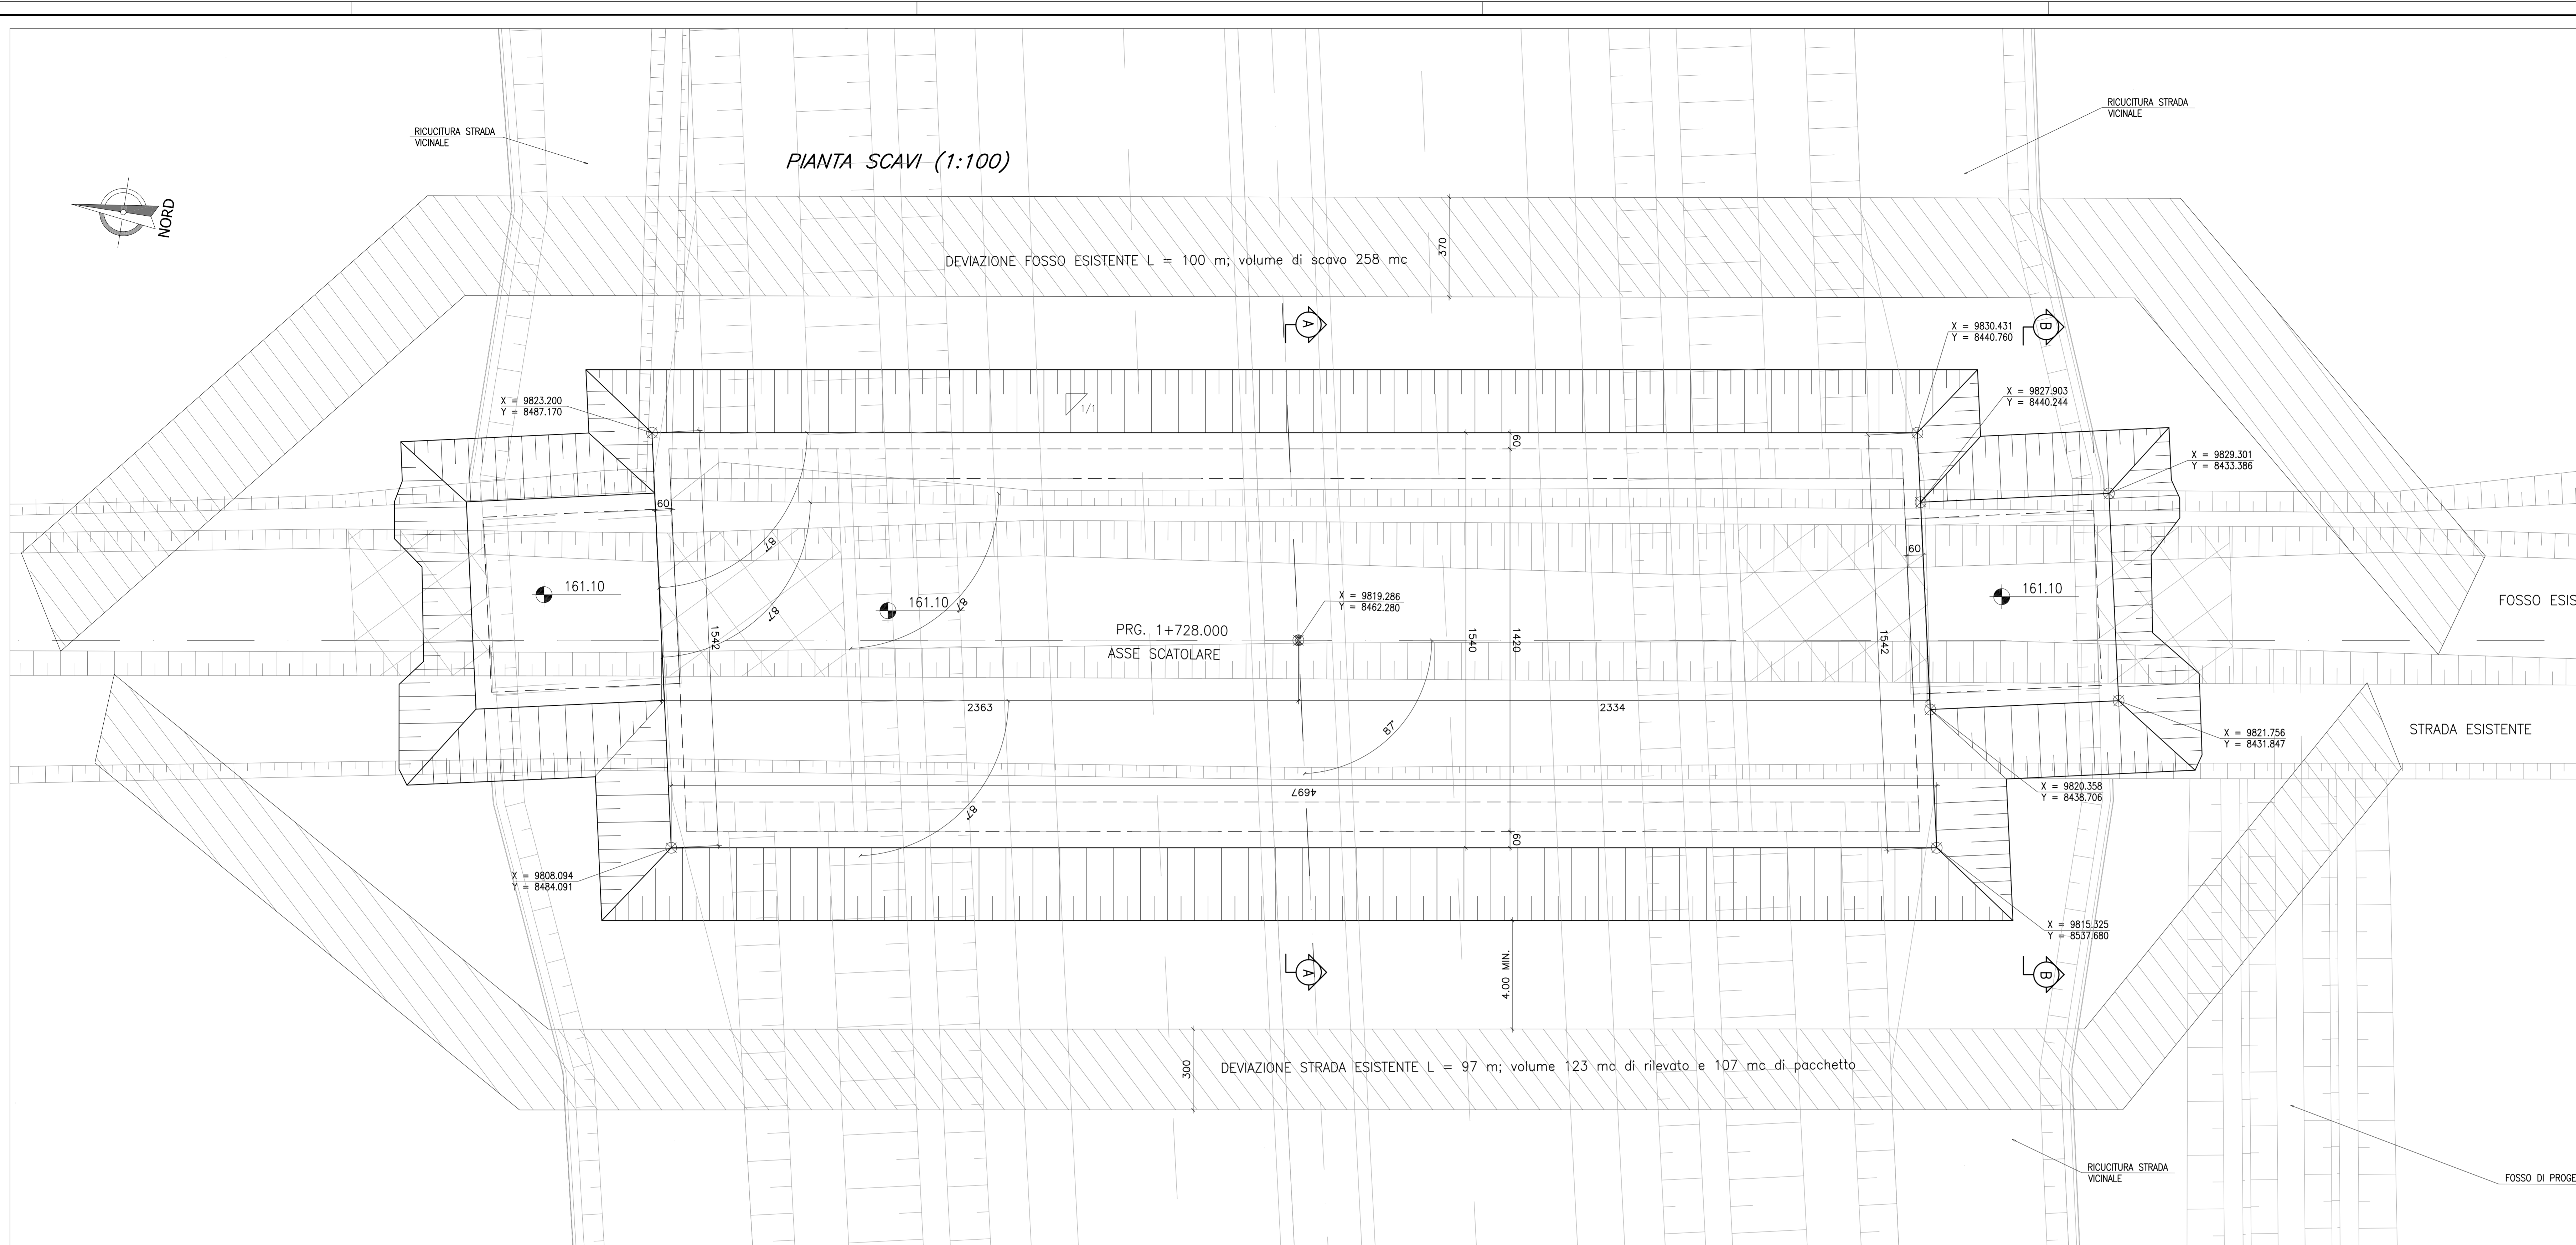 RICUCITURA STRADA
VICINALE
RICUCITURA STRADA
VICINALE
PIANTA SCAVI (1:100)
NORD
DEVIAZIONE FOSSO ESISTENTE L = 100 m; volume di scavo 258 mc
370
A
B
X = 9830.431
Y = 8440.760
X = 9823.200
Y = 8487.170
X = 9827.903
Y = 8440.244
1/1
60
X = 9829.301
Y = 8433.386
60
87°
60
161.10
161.10
87°
87°
161.10
X = 9819.286
Y = 8462.280
FOSSO ESIS
PRG. 1+728.000
ASSE SCATOLARE
1542
1540
1420
1542
2363
2334
87°
STRADA ESISTENTE
X = 9821.756
Y = 8431.847
4697
87°
X = 9820.358
Y = 8438.706
60
X = 9808.094
Y = 8484.091
X = 9815.325
Y = 8537.680
4.00 MIN.
A
B
300
DEVIAZIONE STRADA ESISTENTE L = 97 m; volume 123 mc di rilevato e 107 mc di pacchetto
RICUCITURA STRADA
VICINALE
FOSSO DI PROGE